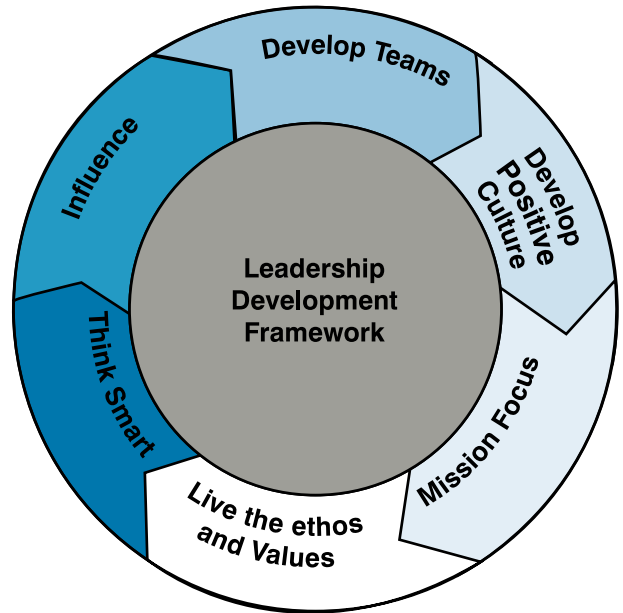 Develop Teams
Develop
Positive
Culture
Mission Focus
Live the ethos
and Values
Think Smart
Influence
Leadership
Development
Framework